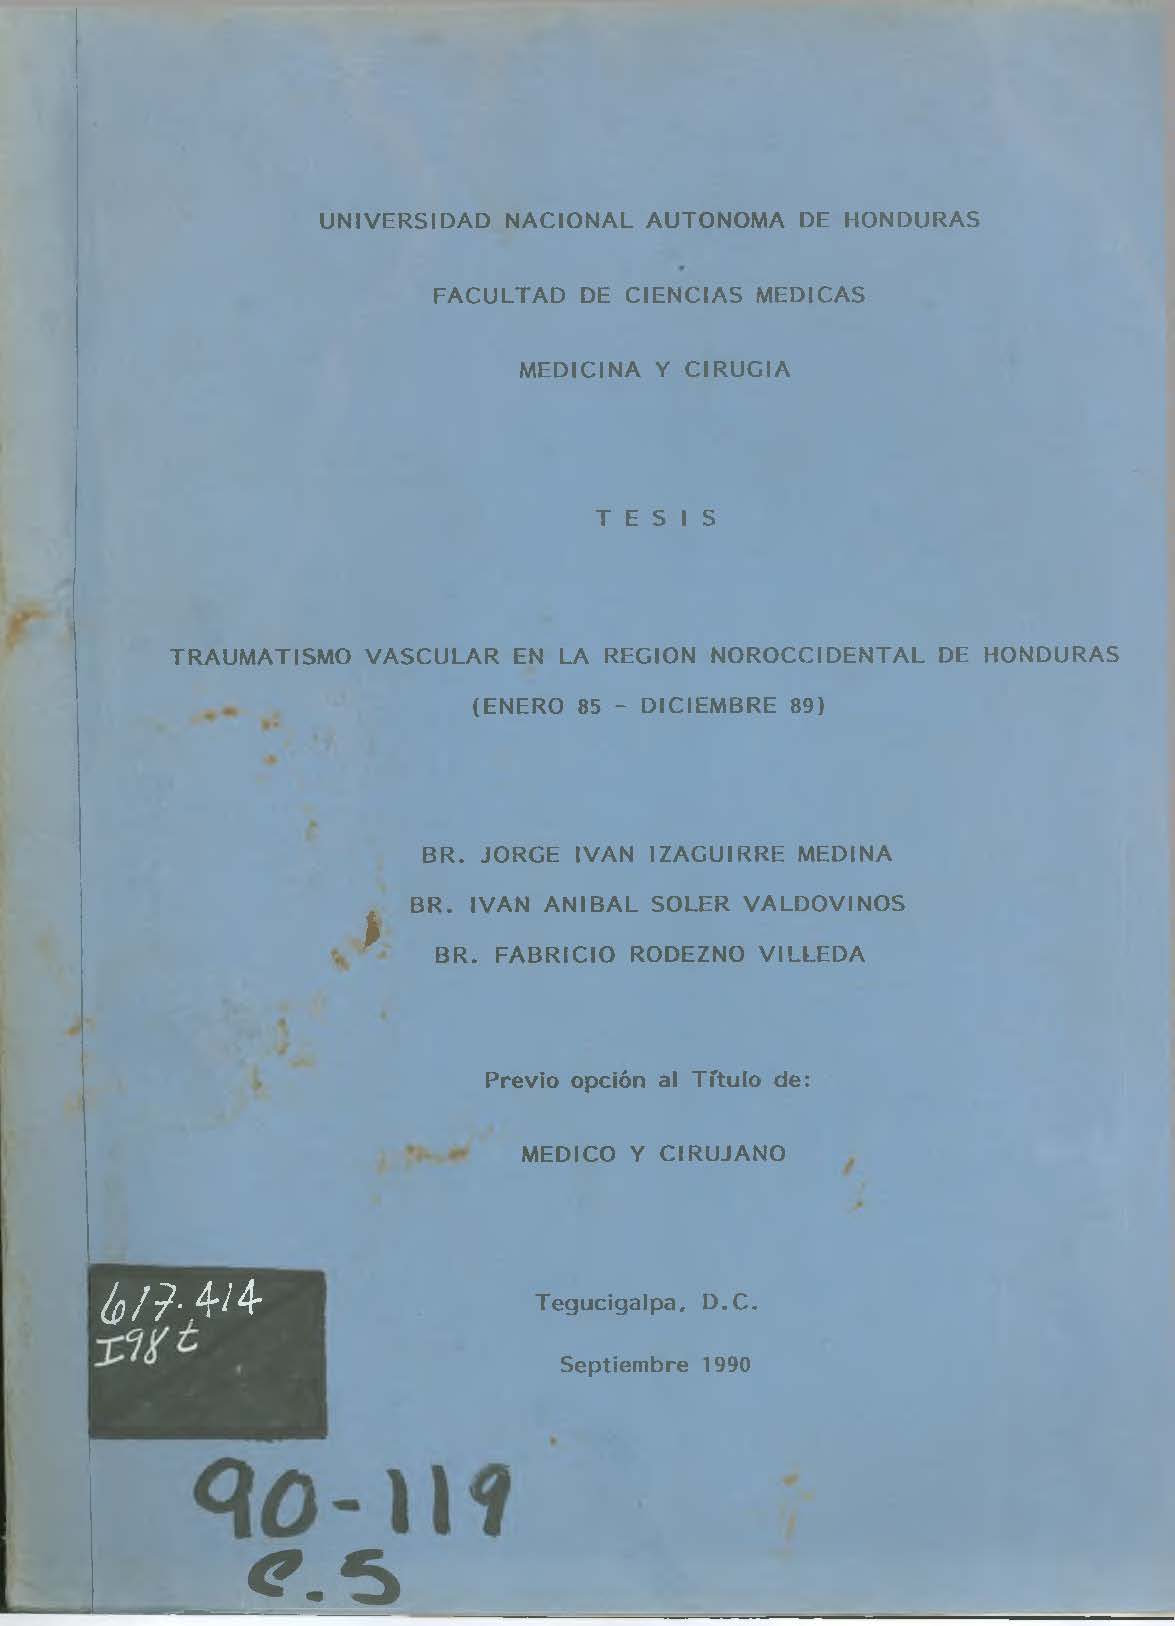 UNIVERSIDAD NACIONAL AUTONOMA DE HONDURAS
FACULTAD DE CIENCIAS MEDICAS
MEDICINA Y CIRUGIA
T E S I S
TRAUMATISMO VASCULAR EN LA REGION NOROCCIDENTAL DE HONDURAS
(ENERO 85 - DICIEMBRE 89)
BR. JORGE IVAN IZAGUIRRE MEDINA
BR. IVAN ANIBAL SOLER VALDOVINOS
BR. FABRICIO RODEZNO VILLEDA
Previo opción al Título de:
MEDICO Y CIRUJANO
Tegucigalpa, D.C.
Septiembre 1990
617.414
I98t
90-119
C.5